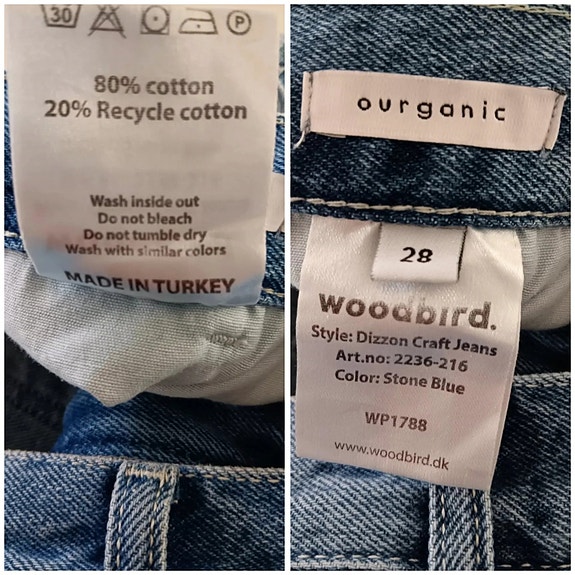 30 P
80% cotton
20% Recycle cotton
Wash inside out
Do not bleach
Do not tumble dry
Wash with similar colors
MADE IN TURKEY
ourganic
28
woodbird.
Style: Dizzon Craft Jeans
Art.no: 2236-216
Color: Stone Blue
WP1788
www.woodbird.dk